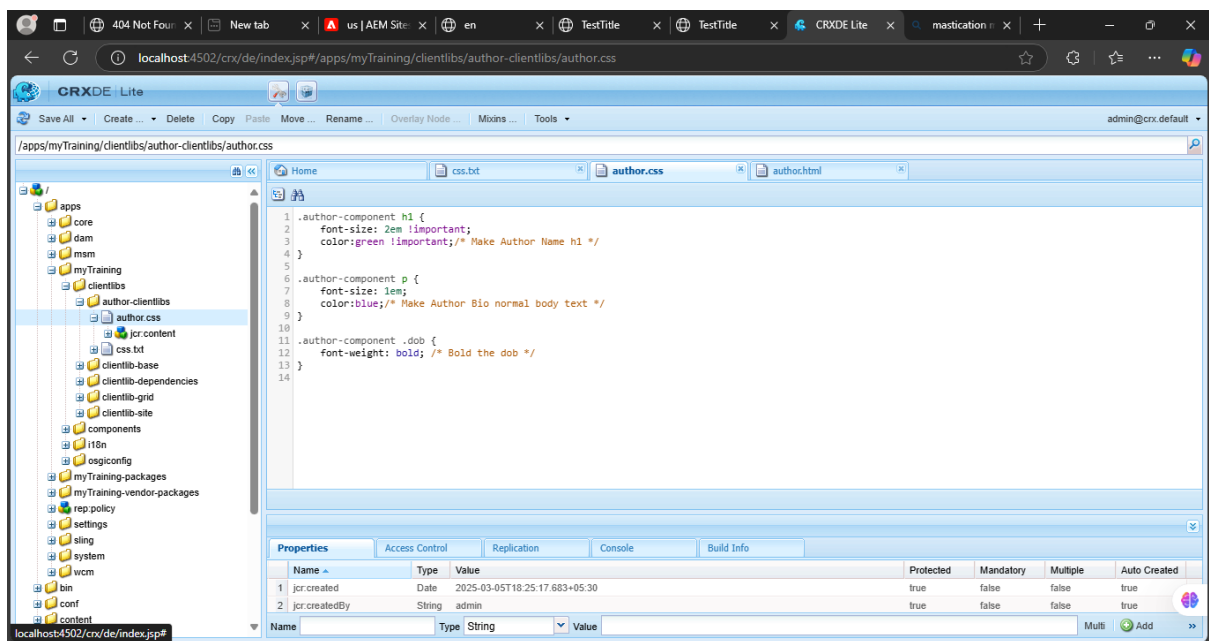 404 Not Foun
New tab
us | AEM Site
en
TestTitle
TestTitle
CRXDE Lite
mastication n
localhost:4502/crx/de/index.jsp#/apps/myTraining/clientlibs/author-clientlibs/author.css
CRXDE Lite
Save All Create ... Delete Copy Paste Move ... Rename ... Overlay Node ... Mixins ... Tools admin@crx.default
/apps/myTraining/clientlibs/author-clientlibs/author.css
/
apps
core
dam
msm
myTraining
clientlibs
author-clientlibs
author.css
jcr:content
css.txt
clientlib-base
clientlib-dependencies
clientlib-grid
clientlib-site
components
i18n
osgiconfig
myTraining-packages
myTraining-vendor-packages
rep:policy
settings
sling
system
wcm
bin
conf
content
localhost:4502/crx/de/index.jsp#
Home css.txt author.css author.html
1 .author-component h1 {
2 font-size: 2em !important;
3 color:green !important;/* Make Author Name h1 */
4 }
5
6 .author-component p {
7 font-size: 1em;
8 color:blue;/* Make Author Bio normal body text */
9 }
10
11 .author-component .dob {
12 font-weight: bold; /* Bold the dob */
13 }
14
Properties Access Control Replication Console Build Info
Name Type Value Protected Mandatory Multiple Auto Created
1 jcr:created Date 2025-03-05T18:25:17.683+05:30 true false false true
2 jcr:createdBy String admin true false false true
Name Type String Value Multi Add